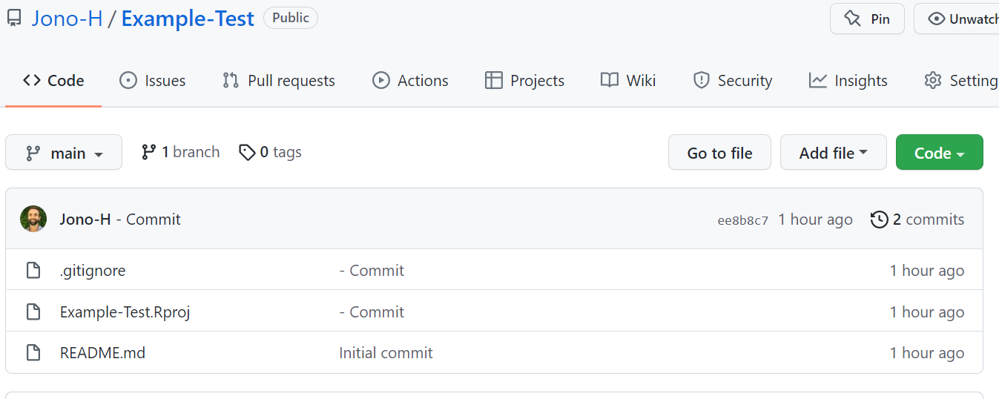 Jono-H / Example-Test Public Pin Unwatch
Code Issues Pull requests Actions Projects Wiki Security Insights Setting
main 1 branch 0 tags Go to file Add file Code
Jono-H - Commit ee8b8c7 1 hour ago 2 commits
.gitignore - Commit 1 hour ago
Example-Test.Rproj - Commit 1 hour ago
README.md Initial commit 1 hour ago